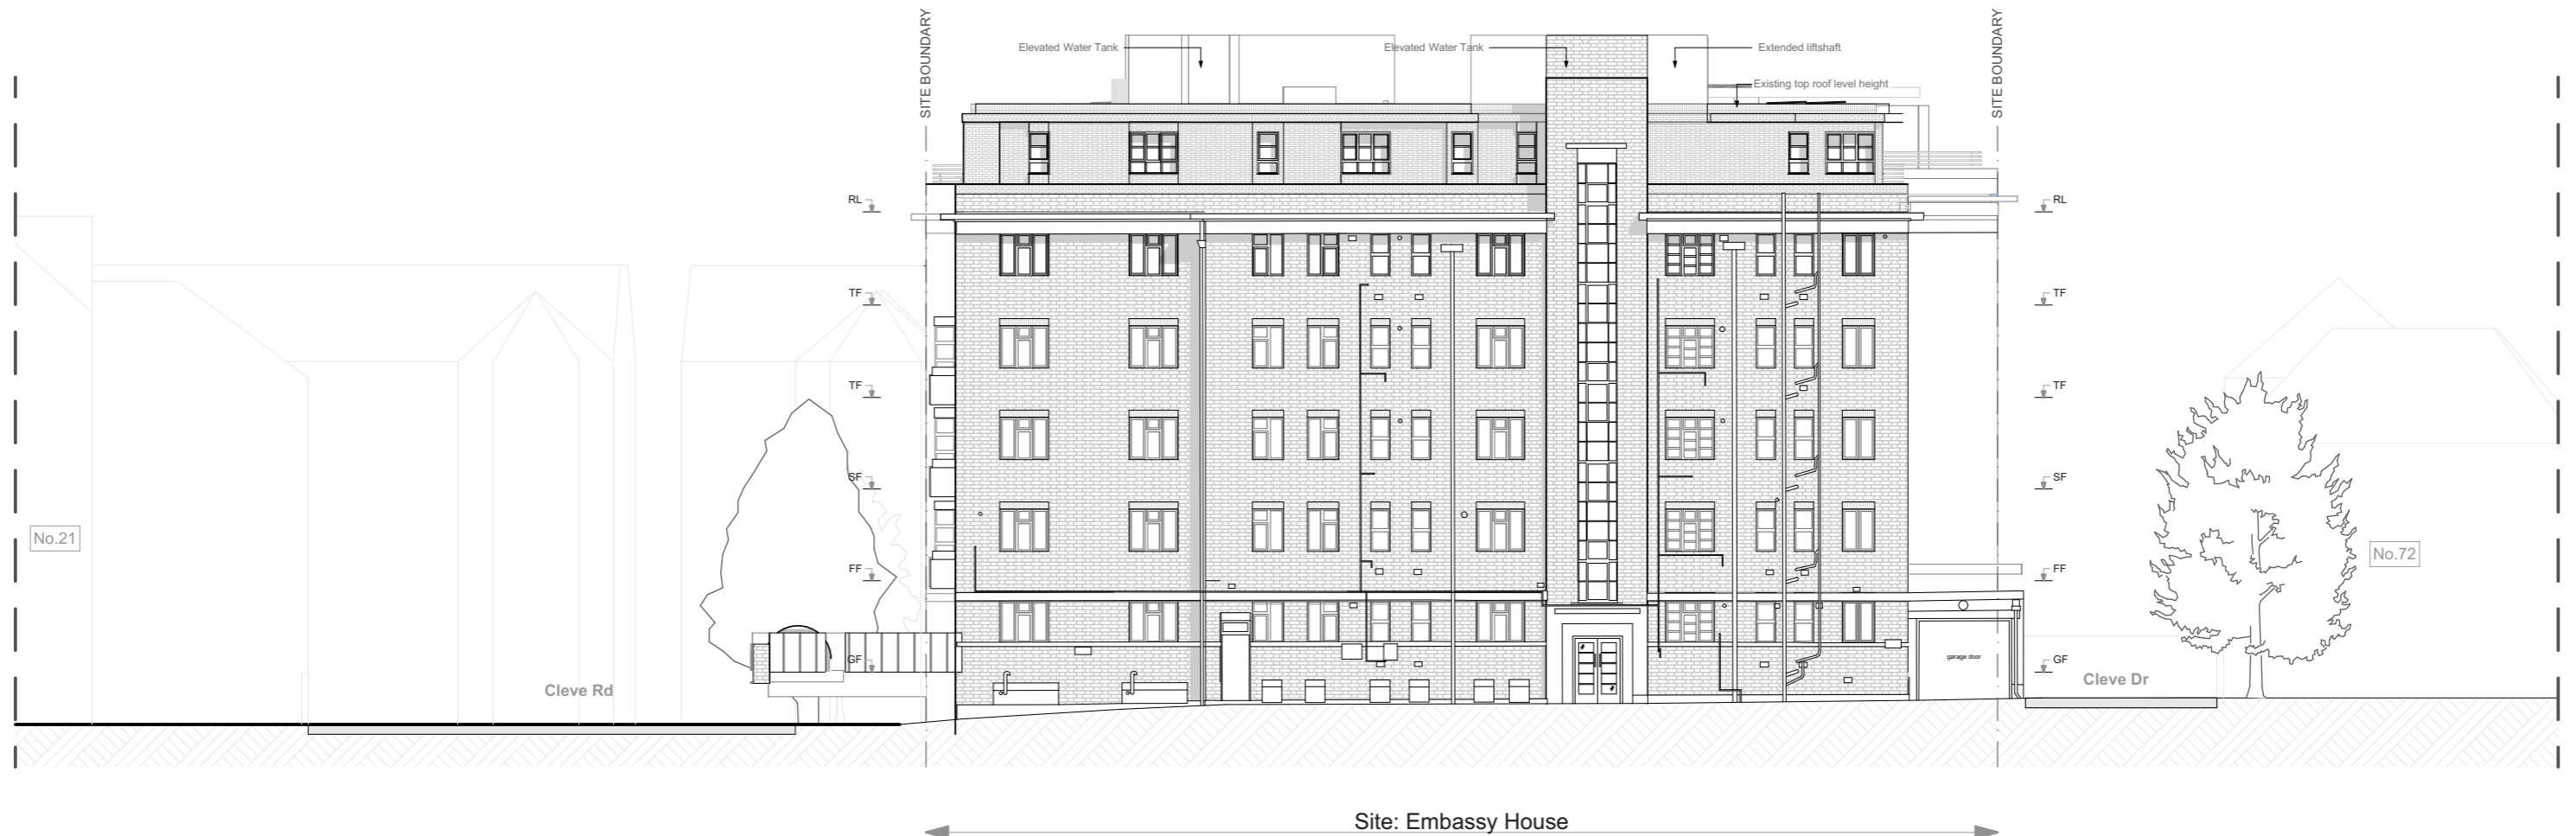 SITE BOUNDARY
SITE BOUNDARY
Elevated Water Tank
Elevated Water Tank
Extended liftshaft
Existing top roof level height
RL
RL
TF
TF
TF
TF
SF
SF
No.21
No.72
FF
FF
GF
garage door
GF
Cleve Rd
Cleve Dr
Site: Embassy House